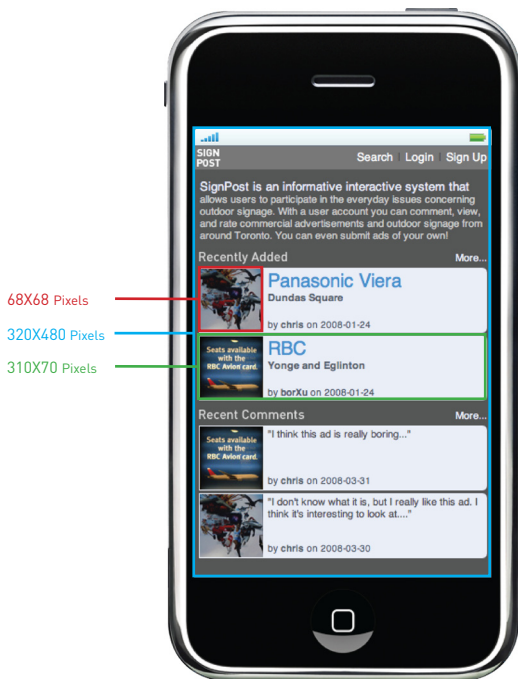 SIGN
POST
Search | Login | Sign Up
SignPost is an informative interactive system that
allows users to participate in the everyday issues concerning
outdoor signage. With a user account you can comment, view,
and rate commercial advertisements and outdoor signage from
around Toronto. You can even submit ads of your own!
Recently Added More...
68X68 Pixels
Panasonic Viera
Dundas Square
by chris on 2008-01-24
320X480 Pixels
310X70 Pixels
Seats available
with the
RBC Avion card.
RBC
Yonge and Eglinton
by borXu on 2008-01-24
Recent Comments More...
Seats available
with the
RBC Avion card.
"I think this ad is really boring..."
by chris on 2008-03-31
"I don't know what it is, but I really like this ad. I
think it's interesting to look at...."
by chris on 2008-03-30